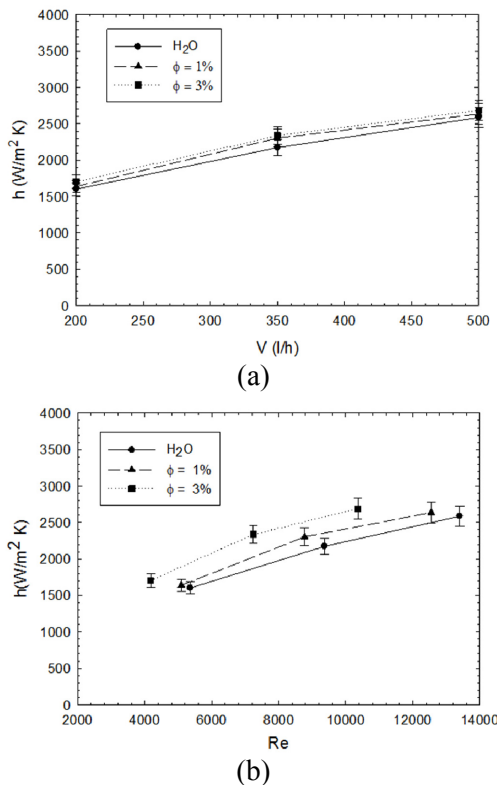 4000
3500
3000
2500
2000
1500
1000
500
0
h (W/m² K)
H₂O
ϕ = 1%
ϕ = 3%
200 250 300 350 400 450 500
V (l/h)
(a)
4000
3500
3000
2500
2000
1500
1000
500
0
h(W/m² K)
H₂O
ϕ = 1%
ϕ = 3%
2000 4000 6000 8000 10000 12000 14000
Re
(b)